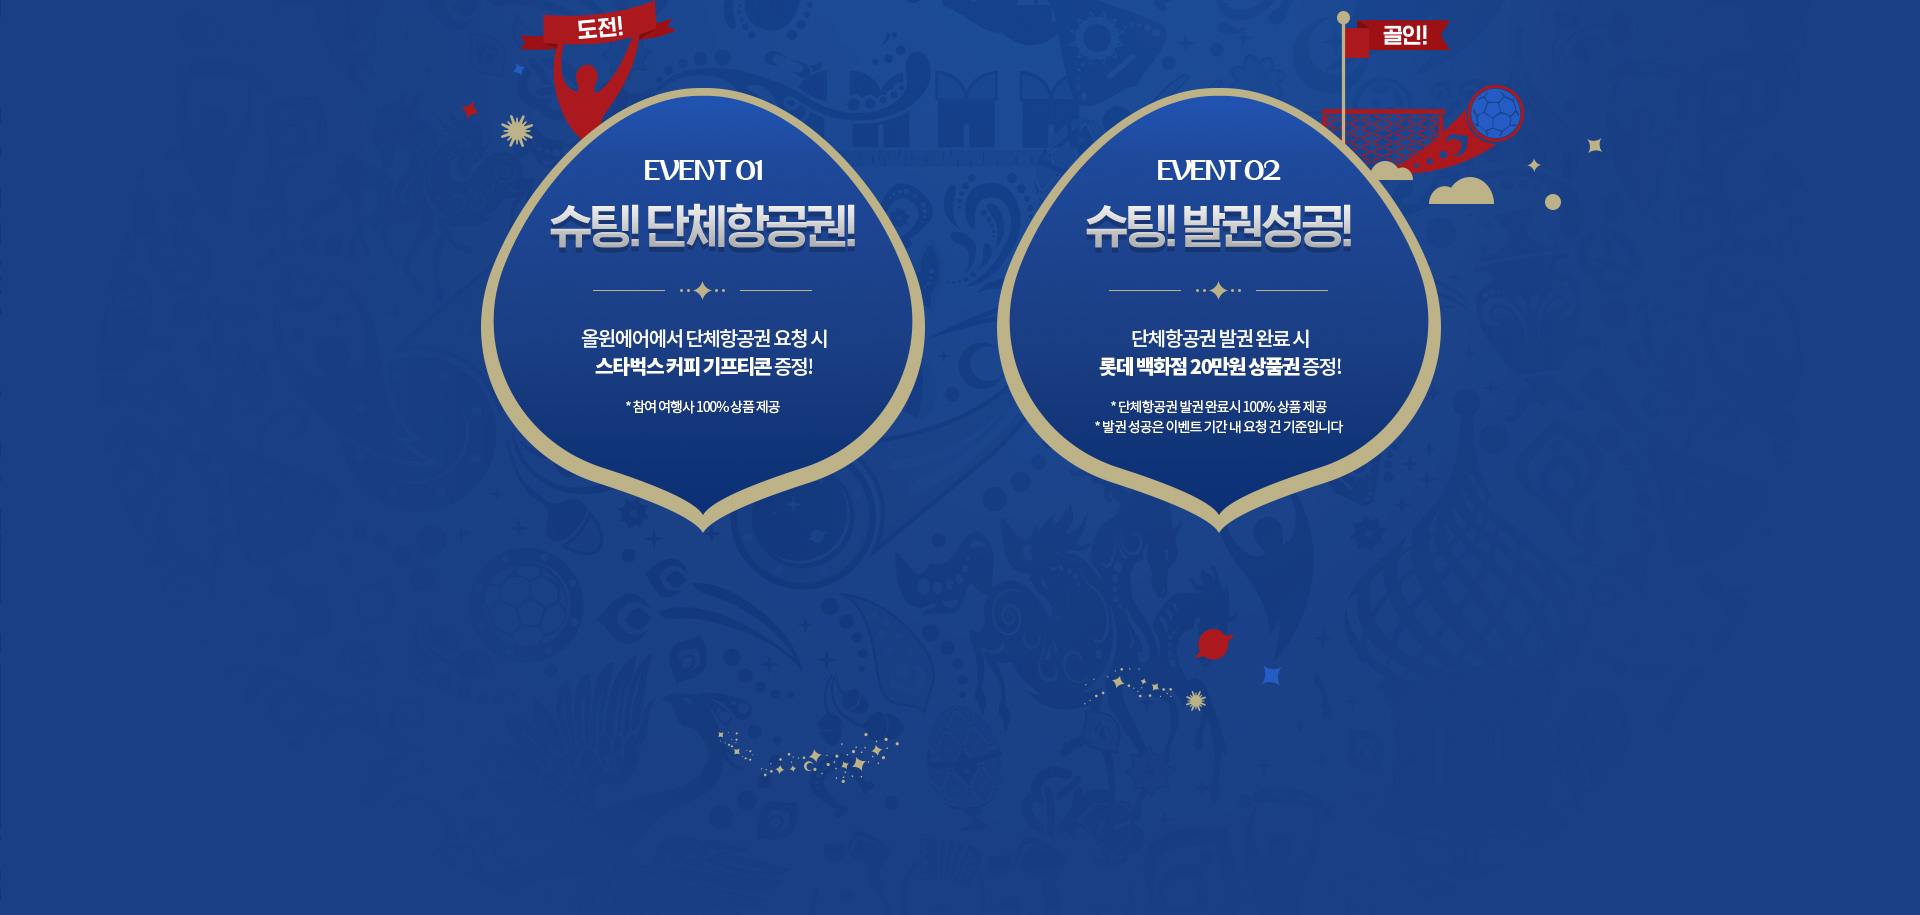 도전!
EVENT 01
슈팅! 단체항공권!
올윈에어에서 단체항공권 요청 시
스타벅스 커피 기프티콘 증정!
* 참여 여행사 100% 상품 제공
골인!
EVENT 02
슈팅! 발권성공!
단체항공권 발권 완료 시
롯데 백화점 20만원 상품권 증정!
* 단체항공권 발권 완료시 100% 상품 제공
* 발권 성공은 이벤트 기간 내 요청 건 기준입니다